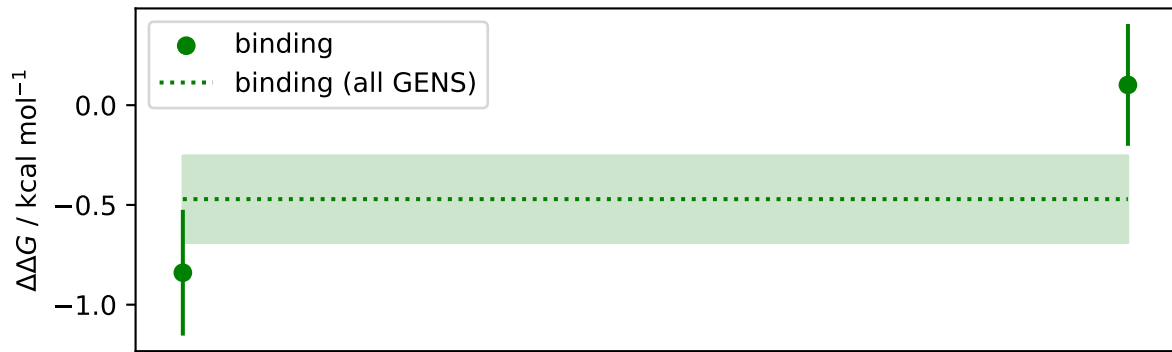 binding
binding (all GENS)
ΔΔG / kcal mol⁻¹
0.0
−0.5
−1.0